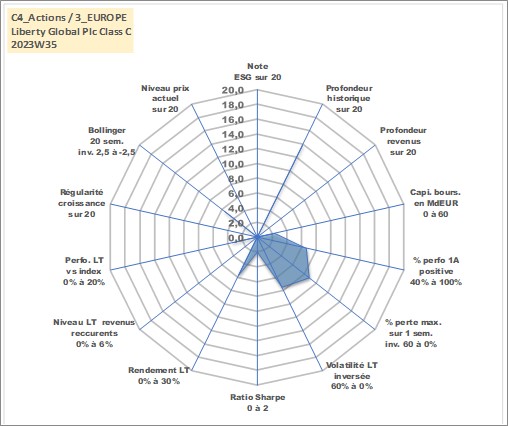 C4_Actions / 3_EUROPE
Liberty Global Plc Class C
2023W35
Note
ESG sur 20
Profondeur
historique
sur 20
Profondeur
revenus
sur 20
Capi. bours.
en MdEUR
0 à 60
% perfo 1A
positive
40% à 100%
% perte max.
sur 1 sem.
inv. 60 à 0%
Volatilité LT
inversée
60% à 0%
Ratio Sharpe
0 à 2
Rendement LT
0% à 30%
Niveau LT revenus
reccurents
0% à 6%
Perfo. LT
vs index
0% à 20%
Régularité
croissance
sur 20
Bollinger
20 sem.
inv. 2,5 à -2,5
Niveau prix
actuel
sur 20
20,0
18,0
16,0
14,0
12,0
10,0
8,0
6,0
4,0
2,0
0,0